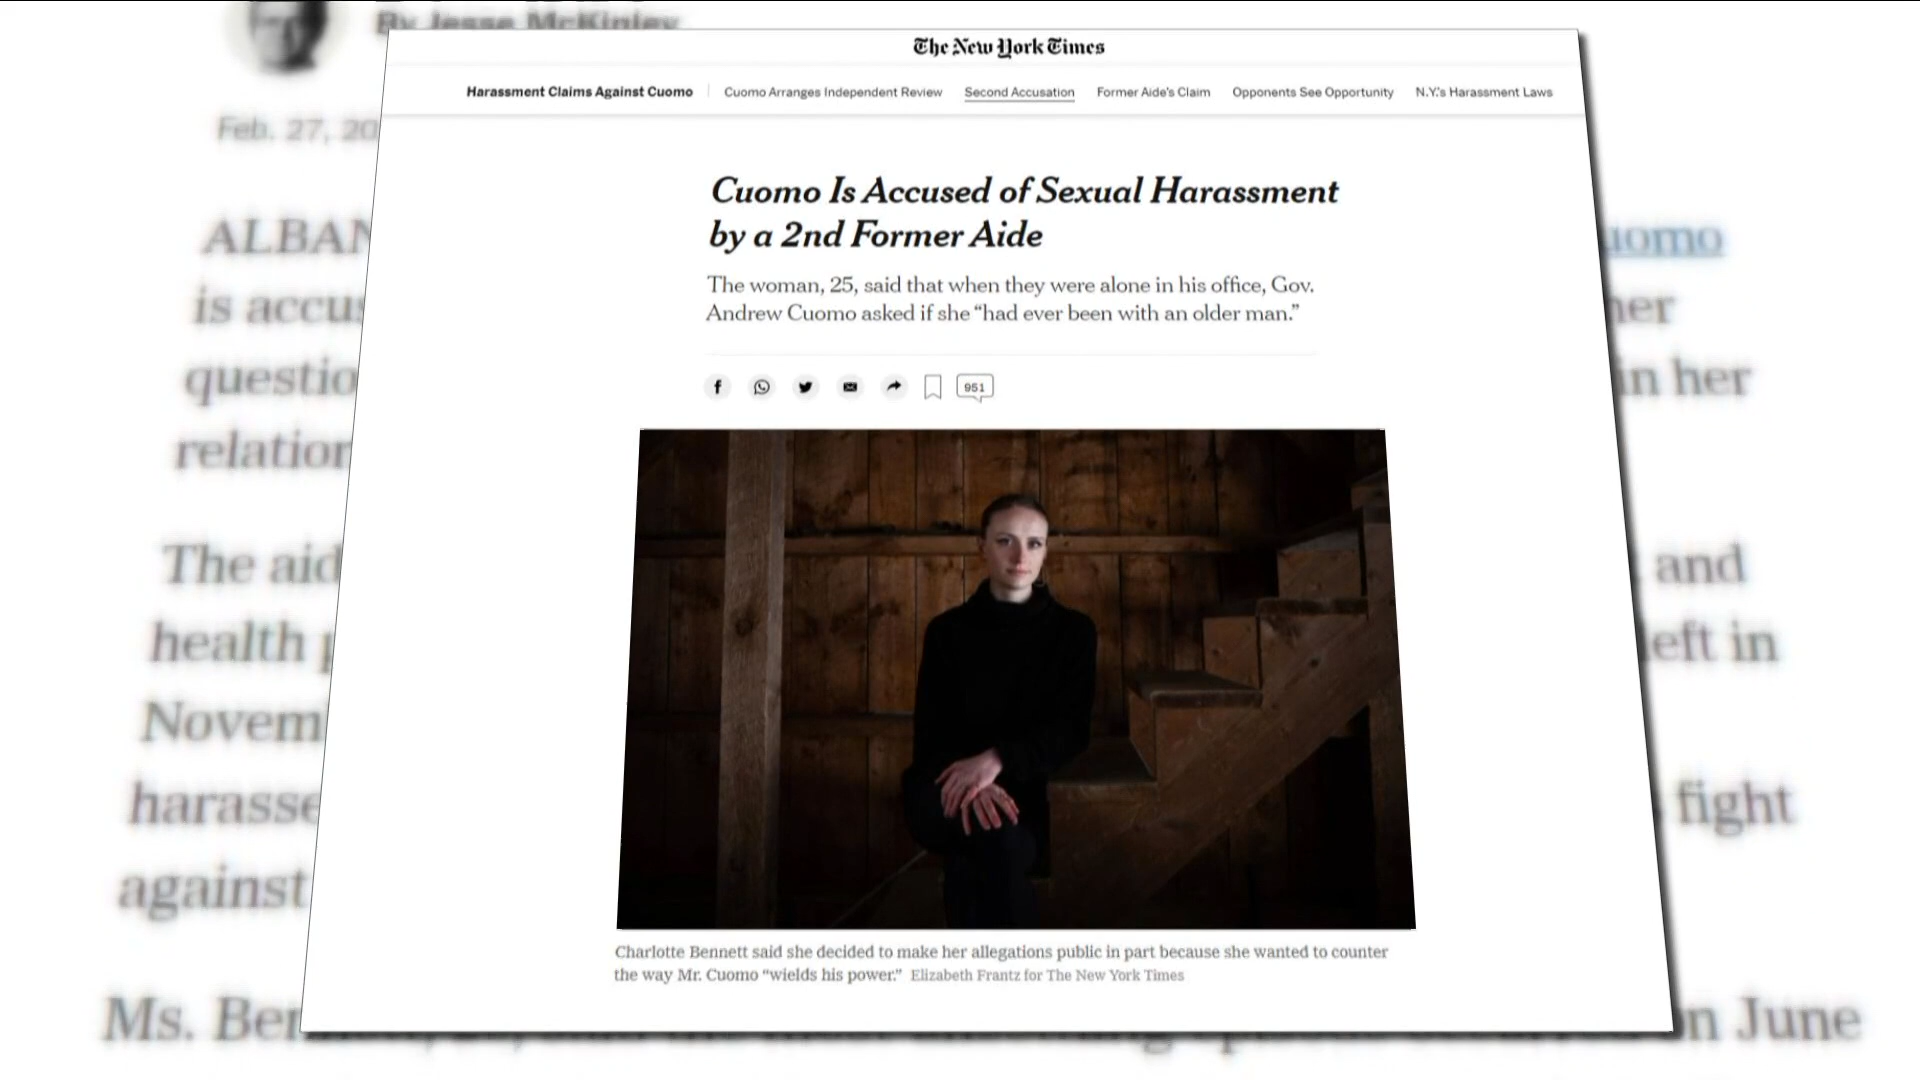 By Jesse McKinley
The New York Times
Harassment Claims Against Cuomo Cuomo Arranges Independent Review Second Accusation Former Aide's Claim Opponents See Opportunity N.Y.'s Harassment Laws
Feb. 27, 20
Cuomo Is Accused of Sexual Harassment
by a 2nd Former Aide
The woman, 25, said that when they were alone in his office, Gov.
Andrew Cuomo asked if she “had ever been with an older man.”
951
ALBAN uomo
is accus her
questio in her
relation
The aid and
health p left in
Novem
harasse fight
against
Charlotte Bennett said she decided to make her allegations public in part because she wanted to counter
the way Mr. Cuomo “wields his power.” Elizabeth Frantz for The New York Times
Ms. Ben on June